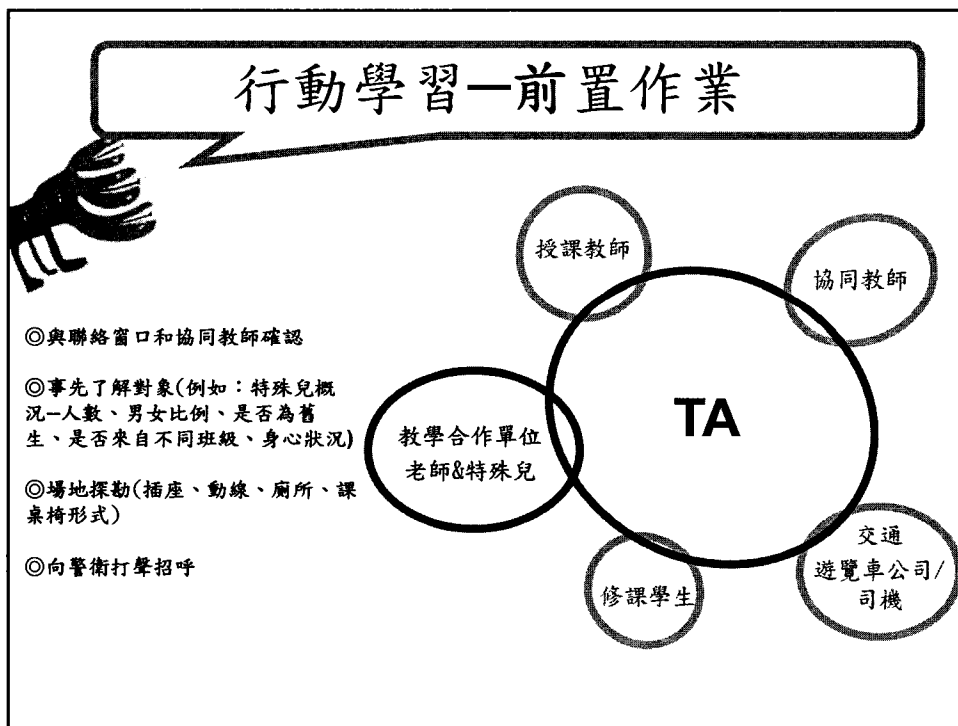 行動學習—前置作業
◎與聯絡窗口和協同教師確認
◎事先了解對象(例如：特殊兒概
況—人數、男女比例、是否為舊
生、是否來自不同班級、身心狀況)
◎場地探勘(插座、動線、廁所、課
桌椅形式)
◎向警衛打聲招呼
授課教師
協同教師
TA
教學合作單位
老師&特殊兒
修課學生
交通
遊覽車公司/
司機